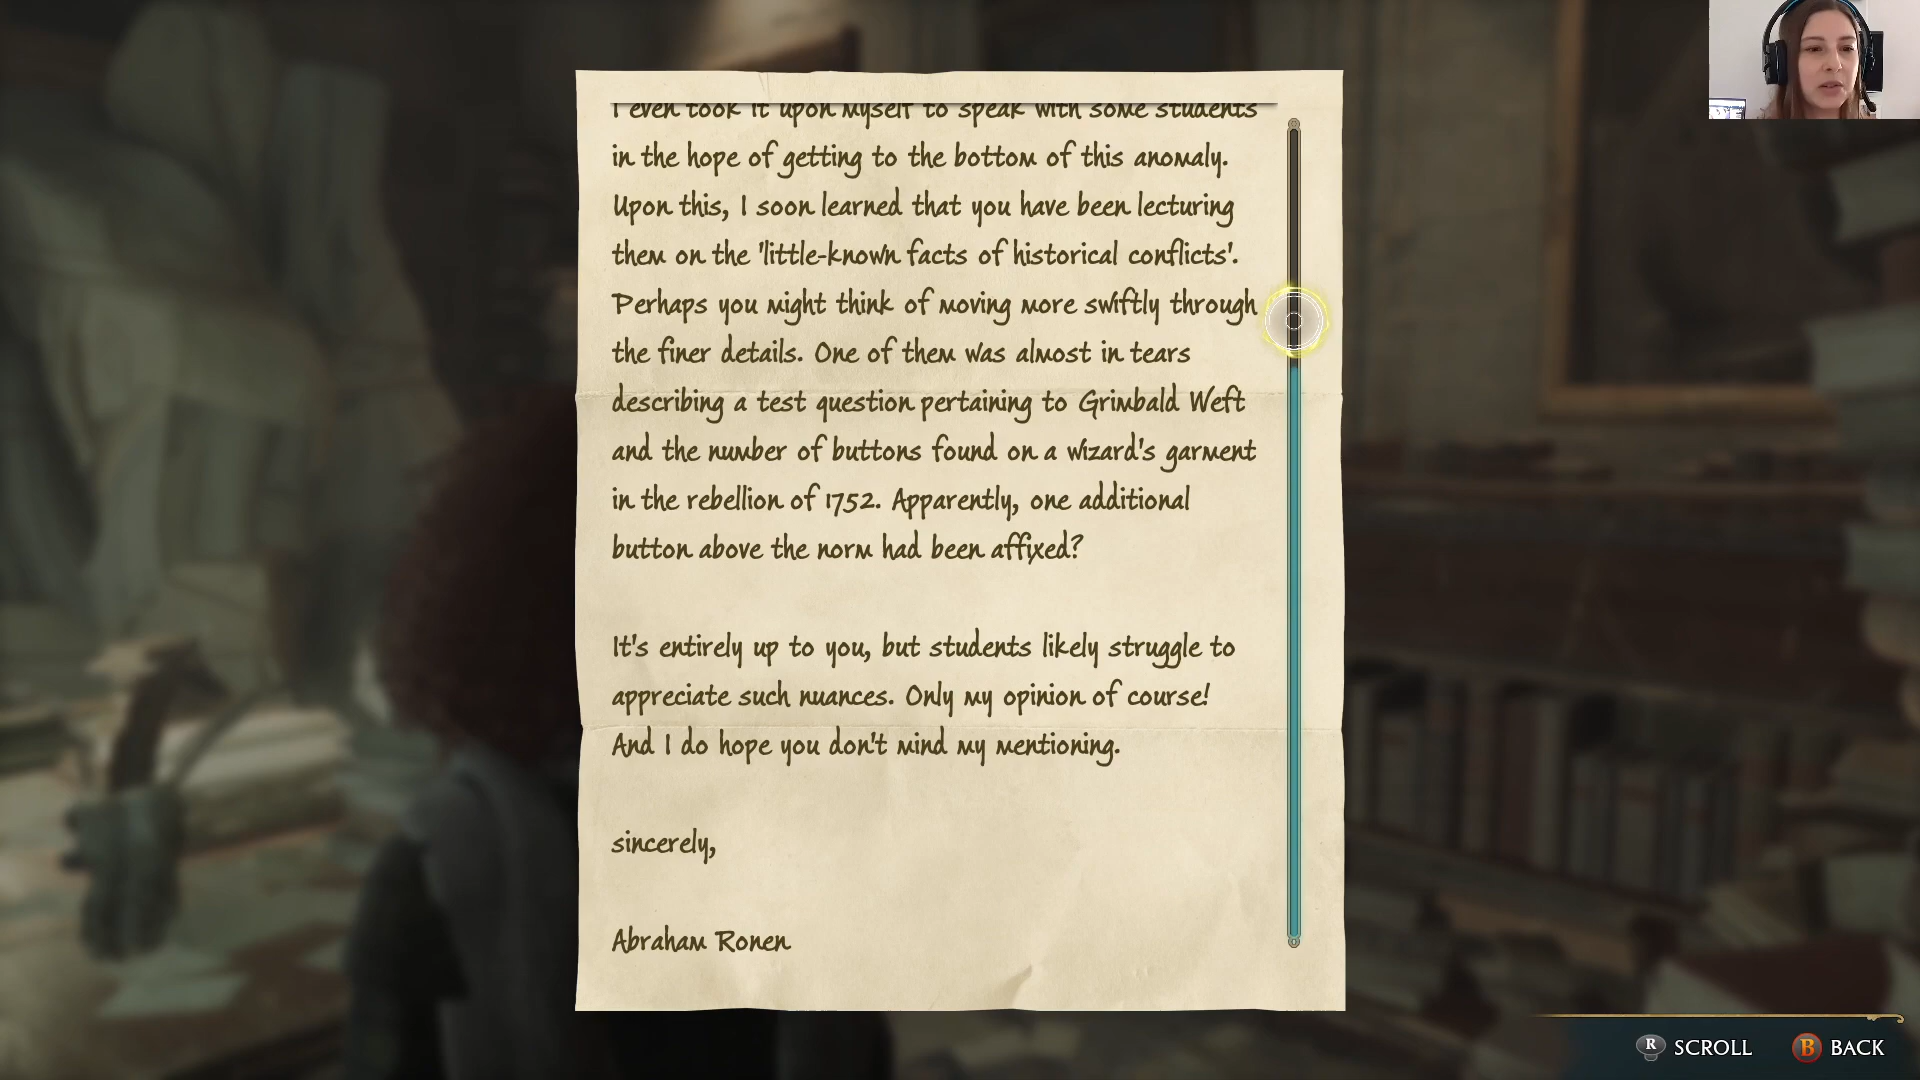 I even took it upon myself to speak with some students
in the hope of getting to the bottom of this anomaly.
Upon this, I soon learned that you have been lecturing
them on the 'little-known facts of historical conflicts'.
Perhaps you might think of moving more swiftly through
the finer details. One of them was almost in tears
describing a test question pertaining to Grimbald Weft
and the number of buttons found on a wizard's garment
in the rebellion of 1752. Apparently, one additional
button above the norm had been affixed?
It's entirely up to you, but students likely struggle to
appreciate such nuances. Only my opinion of course!
And I do hope you don't mind my mentioning.
sincerely,
Abraham Ronen
R SCROLL B BACK